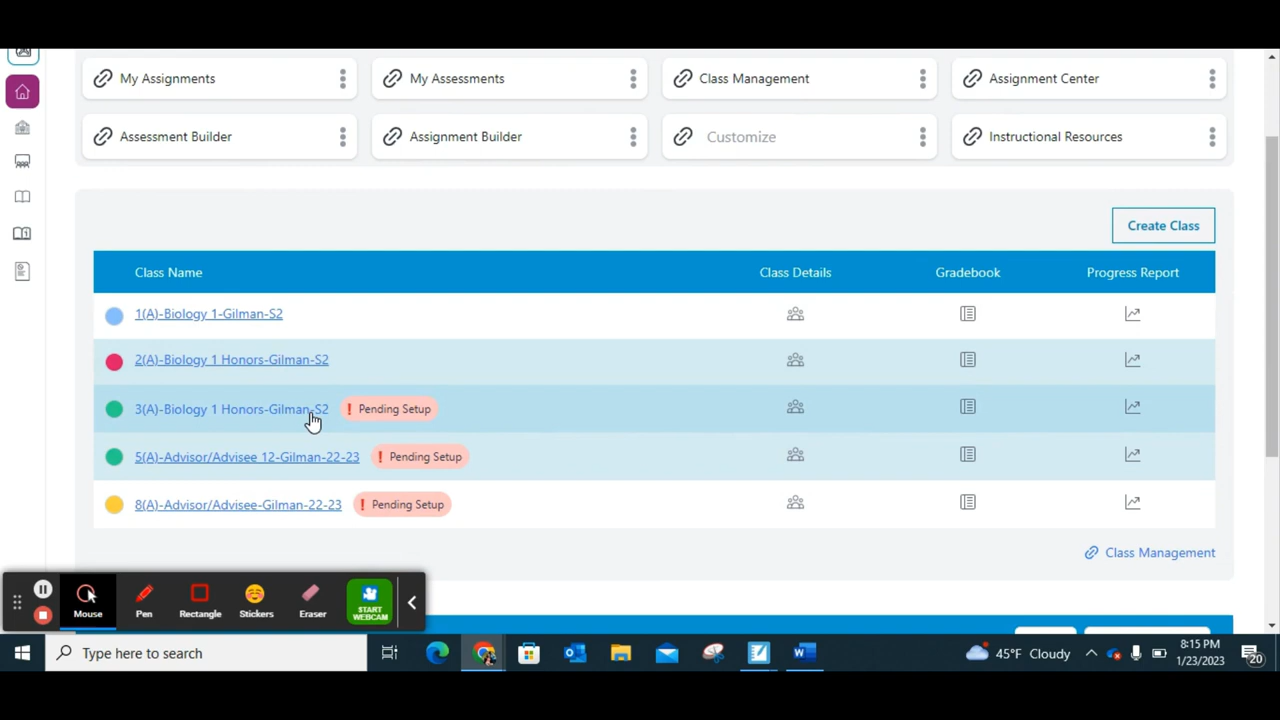 My Assignments
My Assessments
Class Management
Assignment Center
Assessment Builder
Assignment Builder
Customize
Instructional Resources
Create Class
Class Name Class Details Gradebook Progress Report
1(A)-Biology 1-Gilman-S2
2(A)-Biology 1 Honors-Gilman-S2
3(A)-Biology 1 Honors-Gilman-S2 ! Pending Setup
5(A)-Advisor/Advisee 12-Gilman-22-23 ! Pending Setup
8(A)-Advisor/Advisee-Gilman-22-23 ! Pending Setup
Class Management
Mouse Pen Rectangle Stickers Eraser START WEBCAM
Type here to search
45°F Cloudy
8:15 PM
1/23/2023
20